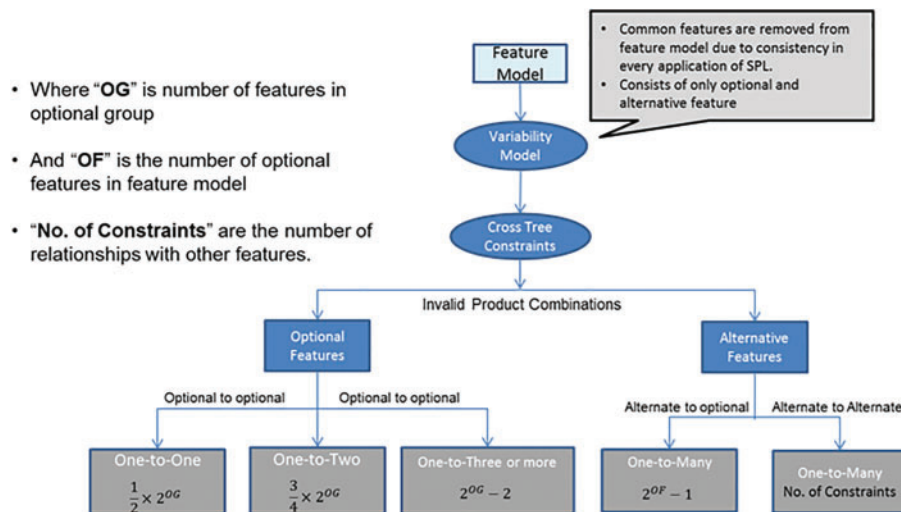 • Where “OG” is number of features in
optional group
• And “OF” is the number of optional
features in feature model
• “No. of Constraints” are the number of
relationships with other features.
Feature
Model
• Common features are removed from
feature model due to consistency in
every application of SPL.
• Consists of only optional and
alternative feature
Variability
Model
Cross Tree
Constraints
Invalid Product Combinations
Optional
Features
Alternative
Features
Optional to optional
Optional to optional
Alternate to optional
Alternate to Alternate
One-to-One
1/2 × 2^OG
One-to-Two
3/4 × 2^OG
One-to-Three or more
2^OG − 2
One-to-Many
2^OF − 1
One-to-Many
No. of Constraints